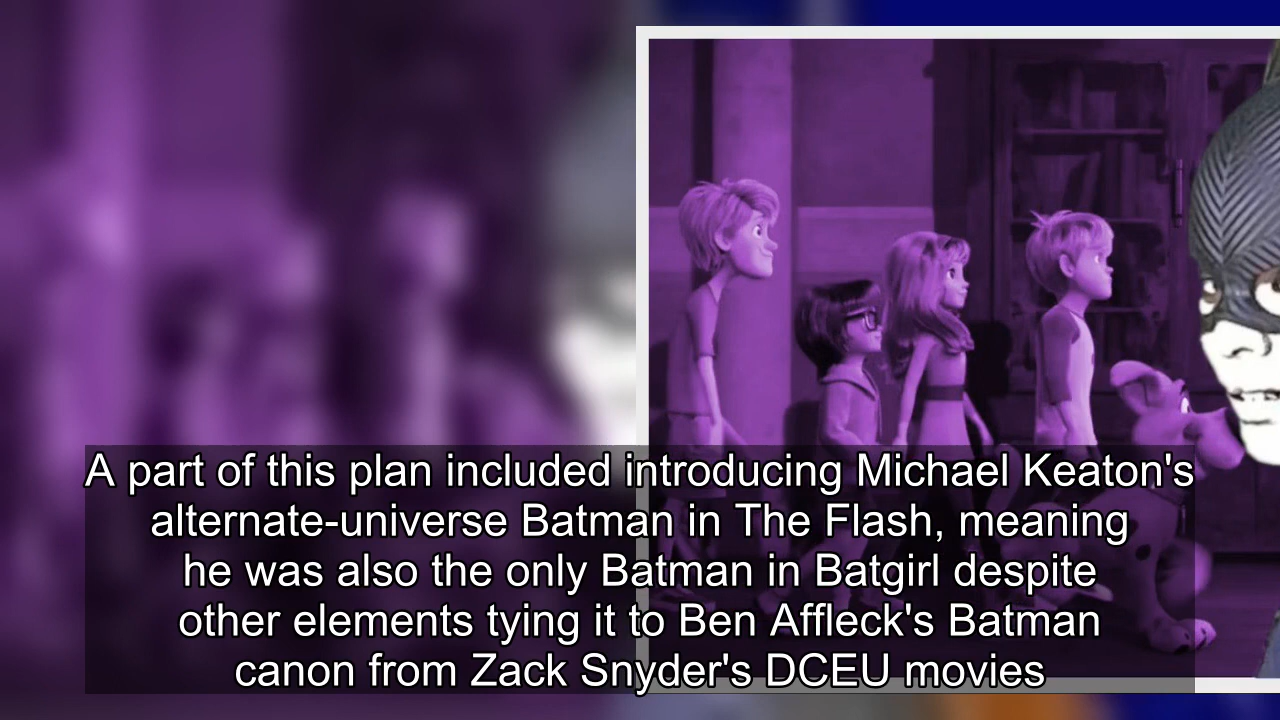 A part of this plan included introducing Michael Keaton's
alternate-universe Batman in The Flash, meaning
he was also the only Batman in Batgirl despite
other elements tying it to Ben Affleck's Batman
canon from Zack Snyder's DCEU movies